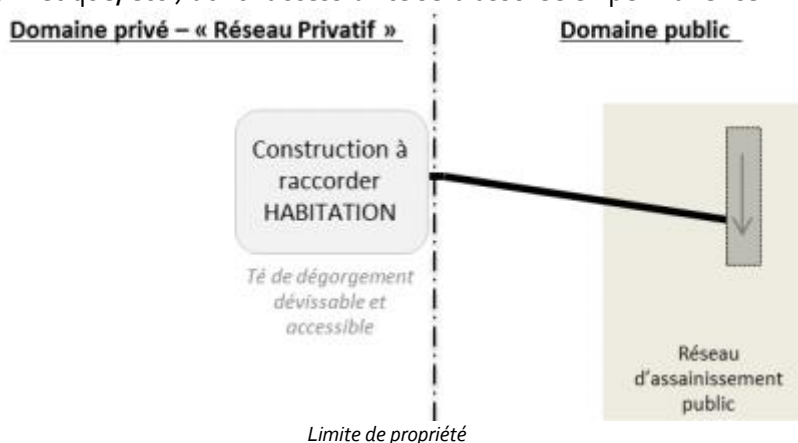 Domaine privé – « Réseau Privatif »
Domaine public
Construction à
raccorder
HABITATION
Té de dégorgement
dévissable et
accessible
Réseau
d'assainissement
public
Limite de propriété